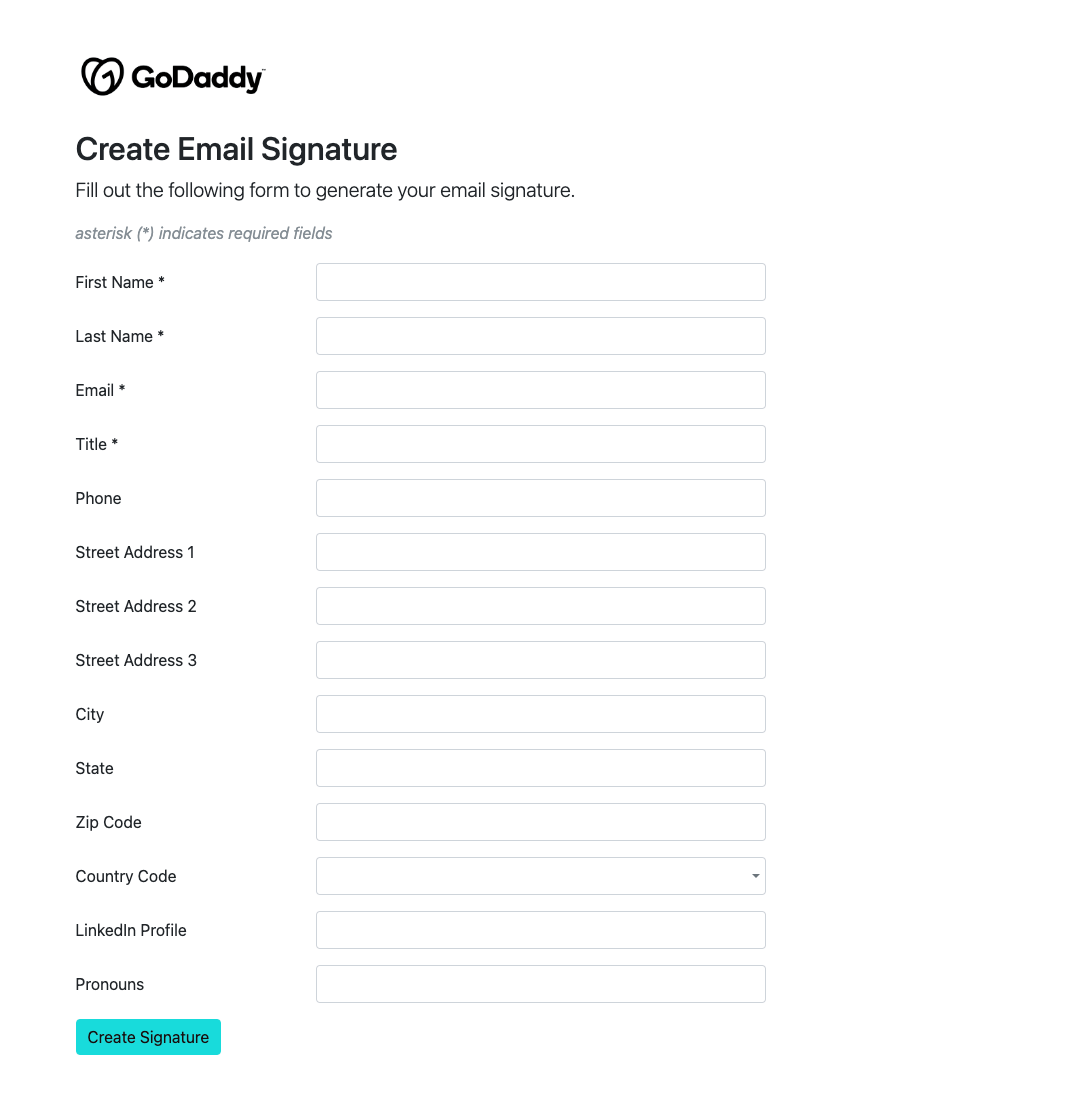 GoDaddy
Create Email Signature
Fill out the following form to generate your email signature.
asterisk (*) indicates required fields
First Name *
Last Name *
Email *
Title *
Phone
Street Address 1
Street Address 2
Street Address 3
City
State
Zip Code
Country Code
LinkedIn Profile
Pronouns
Create Signature